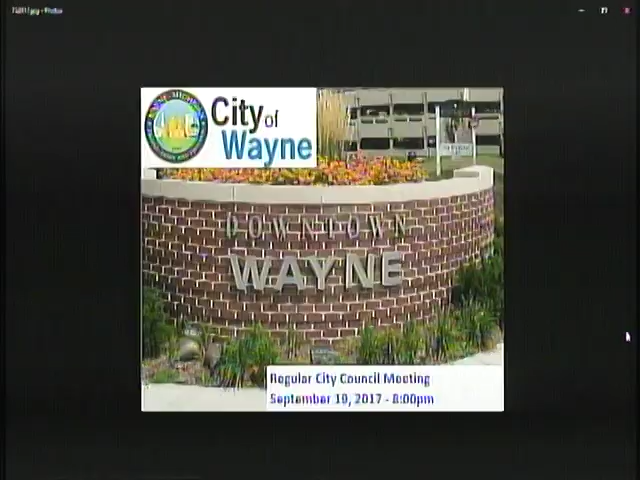 City of
Wayne
DOWNTOWN
WAYNE
Regular City Council Meeting
September 19, 2017 - 8:00pm